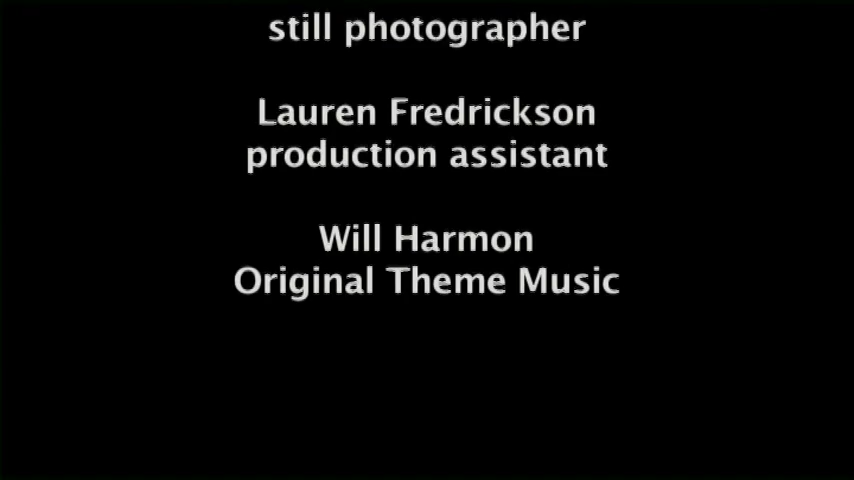 still photographer
Lauren Fredrickson
production assistant
Will Harmon
Original Theme Music